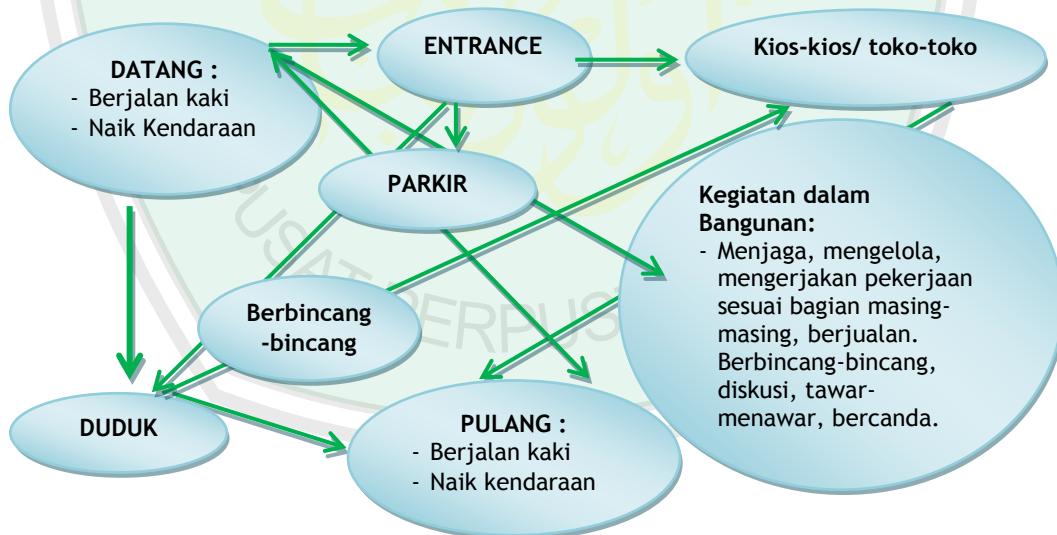 ENTRANCE
Kios-kios/ toko-toko
DATANG :
- Berjalan kaki
- Naik Kendaraan
PARKIR
Kegiatan dalam
Bangunan:
- Menjaga, mengelola,
mengerjakan pekerjaan
sesuai bagian masing-
masing, berjualan.
Berbincang-bincang,
diskusi, tawar-
menawar, bercanda.
Berbincang
-bincang
DUDUK
PULANG :
- Berjalan kaki
- Naik kendaraan